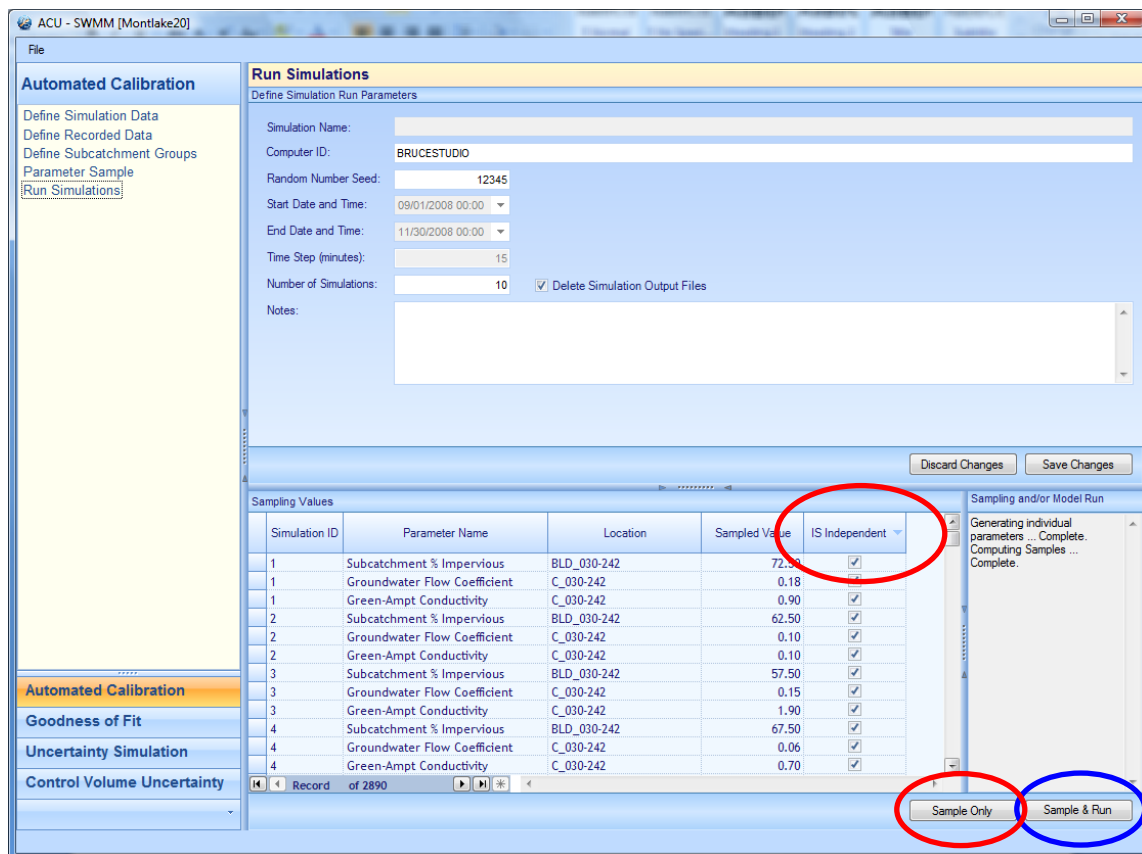 ACU - SWMM [Montlake20]
File
Automated Calibration
Define Simulation Data
Define Recorded Data
Define Subcatchment Groups
Parameter Sample
Run Simulations
Automated Calibration
Goodness of Fit
Uncertainty Simulation
Control Volume Uncertainty
Run Simulations
Define Simulation Run Parameters
Simulation Name:
Computer ID: BRUCESTUDIO
Random Number Seed: 12345
Start Date and Time: 09/01/2008 00:00
End Date and Time: 11/30/2008 00:00
Time Step (minutes): 15
Number of Simulations: 10 Delete Simulation Output Files
Notes:
Discard Changes Save Changes
Sampling Values
Simulation ID Parameter Name Location Sampled Value IS Independent
1 Subcatchment % Impervious BLD_030-242 72.50
1 Groundwater Flow Coefficient C_030-242 0.18
1 Green-Ampt Conductivity C_030-242 0.90
2 Subcatchment % Impervious BLD_030-242 62.50
2 Groundwater Flow Coefficient C_030-242 0.10
2 Green-Ampt Conductivity C_030-242 0.10
3 Subcatchment % Impervious BLD_030-242 57.50
3 Groundwater Flow Coefficient C_030-242 0.15
3 Green-Ampt Conductivity C_030-242 1.90
4 Subcatchment % Impervious BLD_030-242 67.50
4 Groundwater Flow Coefficient C_030-242 0.06
4 Green-Ampt Conductivity C_030-242 0.70
Record of 2890
Sampling and/or Model Run
Generating individual
parameters ... Complete.
Computing Samples ...
Complete.
Sample Only Sample & Run